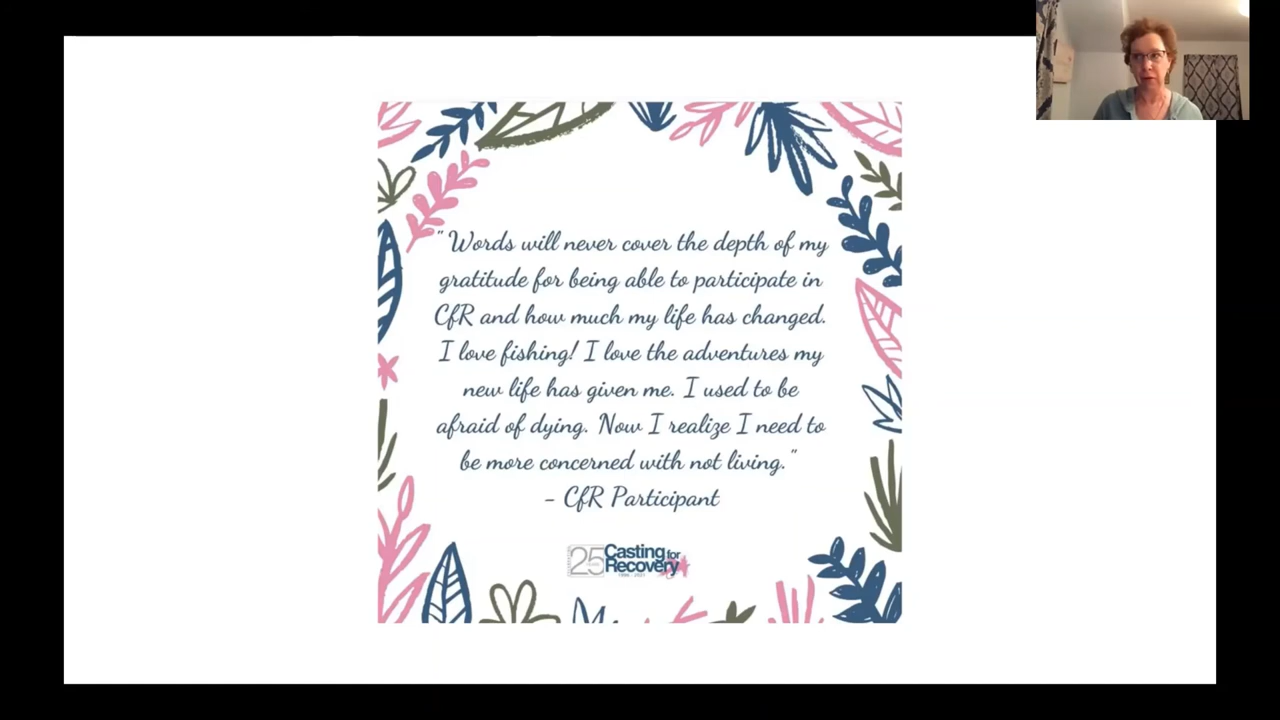 "Words will never cover the depth of my
gratitude for being able to participate in
CfR and how much my life has changed.
I love fishing! I love the adventures my
new life has given me. I used to be
afraid of dying. Now I realize I need to
be more concerned with not living."
- CfR Participant
25 Casting for
Recovery